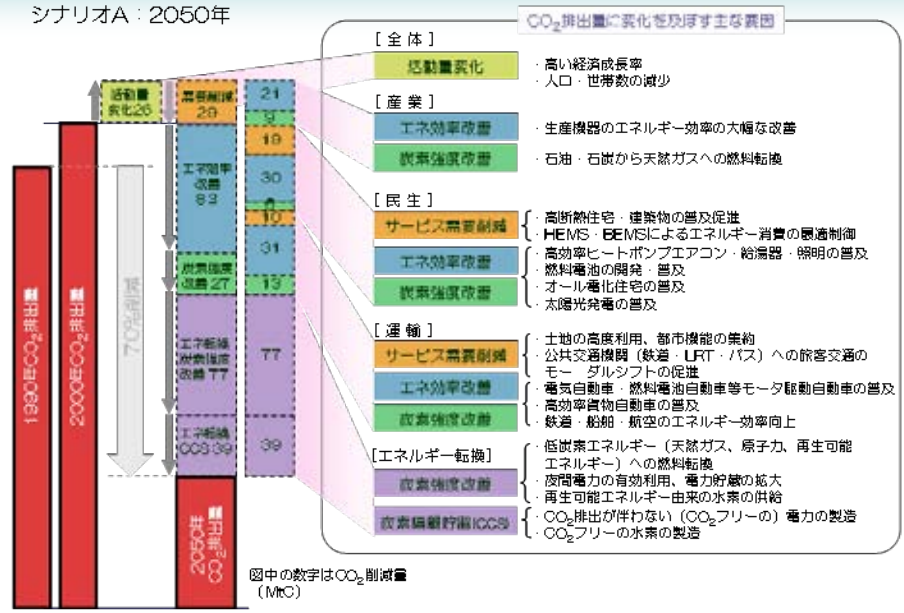 シナリオA：2050年
CO₂排出量に変化を及ぼす主な要因
[全体]
活動量変化
・高い経済成長率
・人口・世帯数の減少
[産業]
エネ効率改善
・生産機器のエネルギー効率の大幅な改善
炭素強度改善
・石油・石炭から天然ガスへの燃料転換
[民生]
サービス需要削減
・高断熱住宅・建築物の普及促進
・HEMS・BEMSによるエネルギー消費の最適制御
エネ効率改善
・高効率ヒートポンプエアコン・給湯器・照明の普及
・燃料電池の開発・普及
炭素強度改善
・オール電化住宅の普及
・太陽光発電の普及
[運輸]
サービス需要削減
・土地の高度利用、都市機能の集約
・公共交通機関（鉄道・LRT・バス）への旅客交通の
モーダルシフトの促進
エネ効率改善
・電気自動車・燃料電池自動車等モータ駆動自動車の普及
・高効率貨物自動車の普及
炭素強度改善
・鉄道・船舶・航空のエネルギー効率向上
[エネルギー転換]
炭素強度改善
・低炭素エネルギー（天然ガス、原子力、再生可能
エネルギー）への燃料転換
・夜間電力の有効利用、電力貯蔵の拡大
・再生可能エネルギー由来の水素の供給
炭素隔離貯留(CCS)
・CO₂排出が伴わない（CO₂フリーの）電力の製造
・CO₂フリーの水素の製造
活動量
変化26
需要削減
29
エネ効率
改善
83
炭素強度
改善 27
エネ転換
炭素強度
改善 77
エネ転換
CCS 39
21
9
19
30
10
31
13
77
39
1990年CO₂排出量
2000年CO₂排出量
70%削減
2050年
CO₂排出量
図中の数字はCO₂削減量
（MtC）